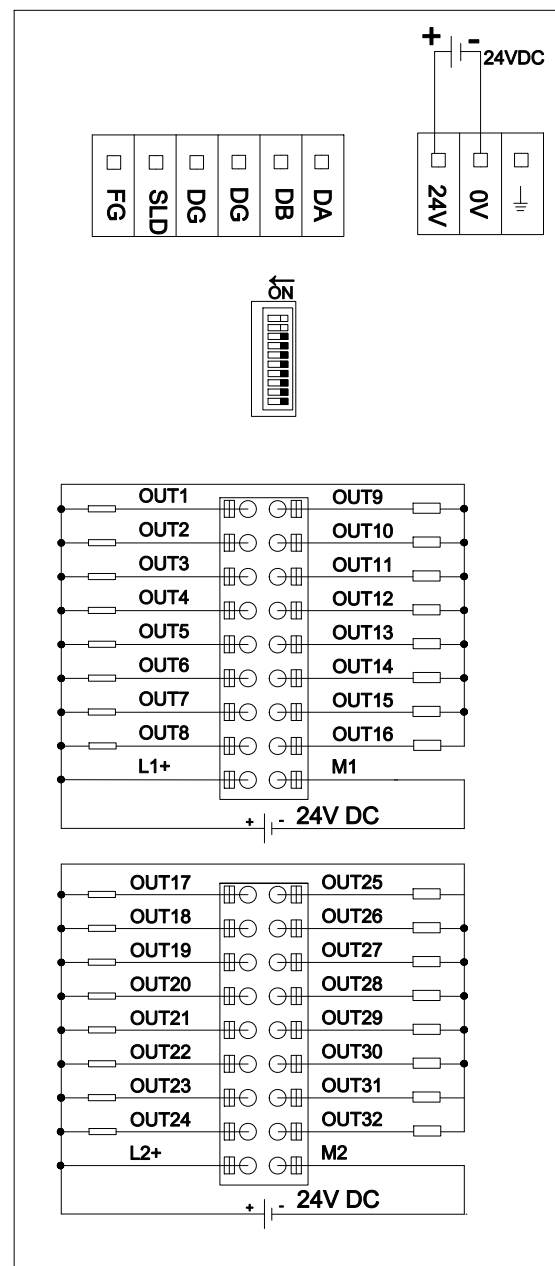 + - 24VDC
FG SLD DG DG DB DA
24V 0V
ON
OUT1 OUT9
OUT2 OUT10
OUT3 OUT11
OUT4 OUT12
OUT5 OUT13
OUT6 OUT14
OUT7 OUT15
OUT8 OUT16
L1+ M1
+ - 24V DC
OUT17 OUT25
OUT18 OUT26
OUT19 OUT27
OUT20 OUT28
OUT21 OUT29
OUT22 OUT30
OUT23 OUT31
OUT24 OUT32
L2+ M2
+ - 24V DC